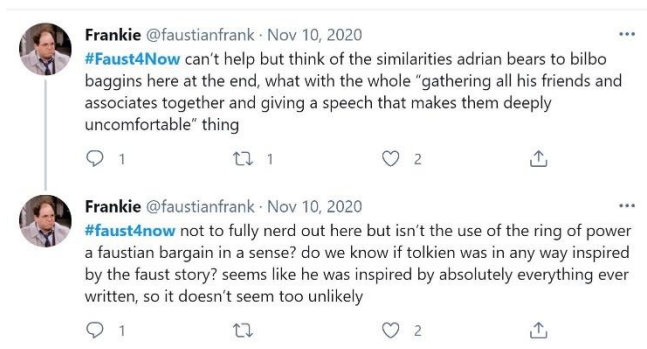 Frankie @faustianfrank · Nov 10, 2020
#Faust4Now can't help but think of the similarities adrian bears to bilbo
baggins here at the end, what with the whole “gathering all his friends and
associates together and giving a speech that makes them deeply
uncomfortable” thing
1 1 2
Frankie @faustianfrank · Nov 10, 2020
#faust4now not to fully nerd out here but isn't the use of the ring of power
a faustian bargain in a sense? do we know if tolkien was in any way inspired
by the faust story? seems like he was inspired by absolutely everything ever
written, so it doesn't seem too unlikely
1 2